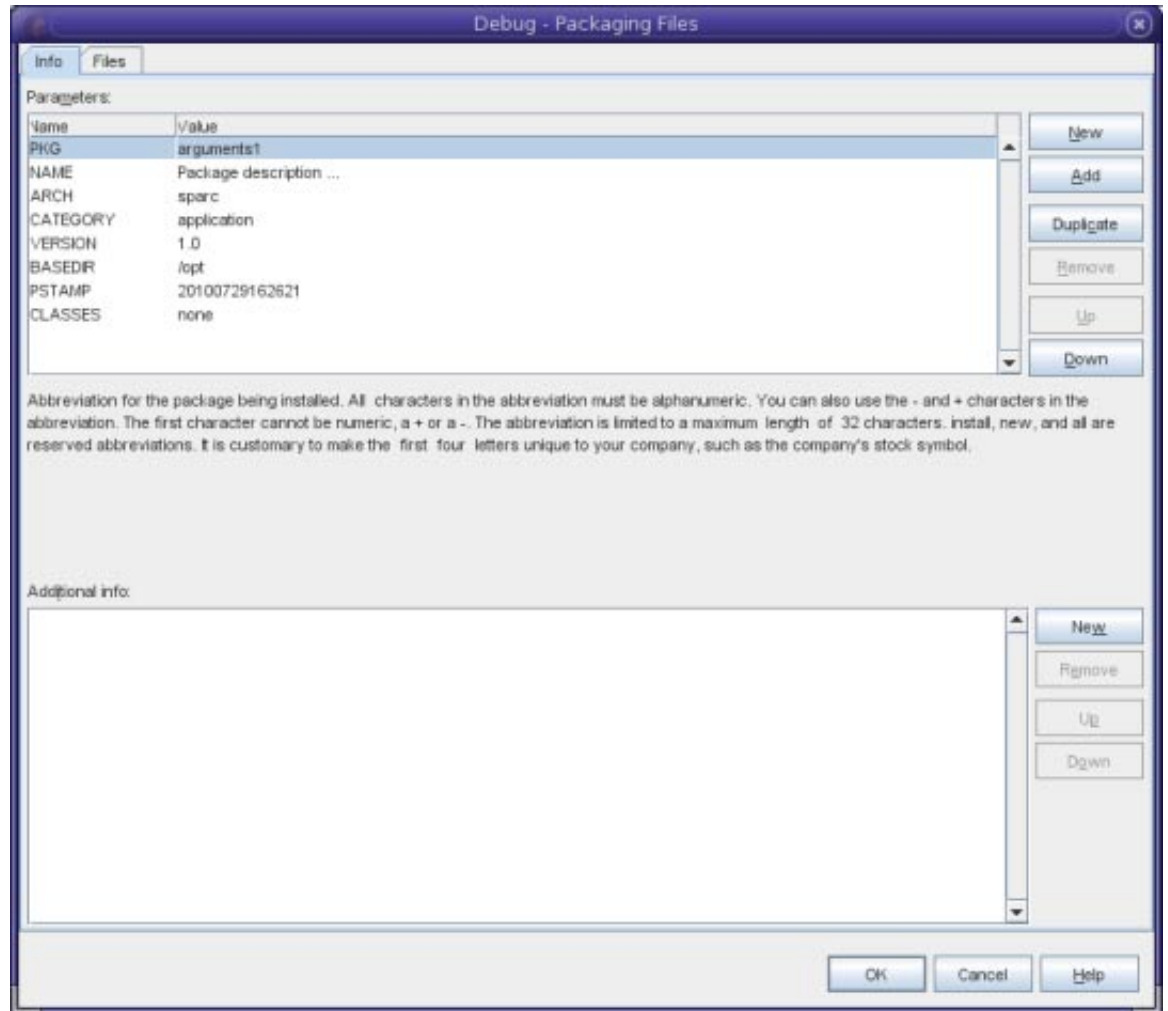 Debug - Packaging Files
Info Files
Parameters:
Name Value
PKG arguments1
NAME Package description ...
ARCH sparc
CATEGORY application
VERSION 1.0
BASEDIR /opt
PSTAMP 20100729162621
CLASSES none
New
Add
Duplicate
Remove
Up
Down
Abbreviation for the package being installed. All characters in the abbreviation must be alphanumeric. You can also use the - and + characters in the
abbreviation. The first character cannot be numeric, a + or a -. The abbreviation is limited to a maximum length of 32 characters. install, new, and all are
reserved abbreviations. It is customary to make the first four letters unique to your company, such as the company's stock symbol.
Additional info:
New
Remove
Up
Down
OK Cancel Help